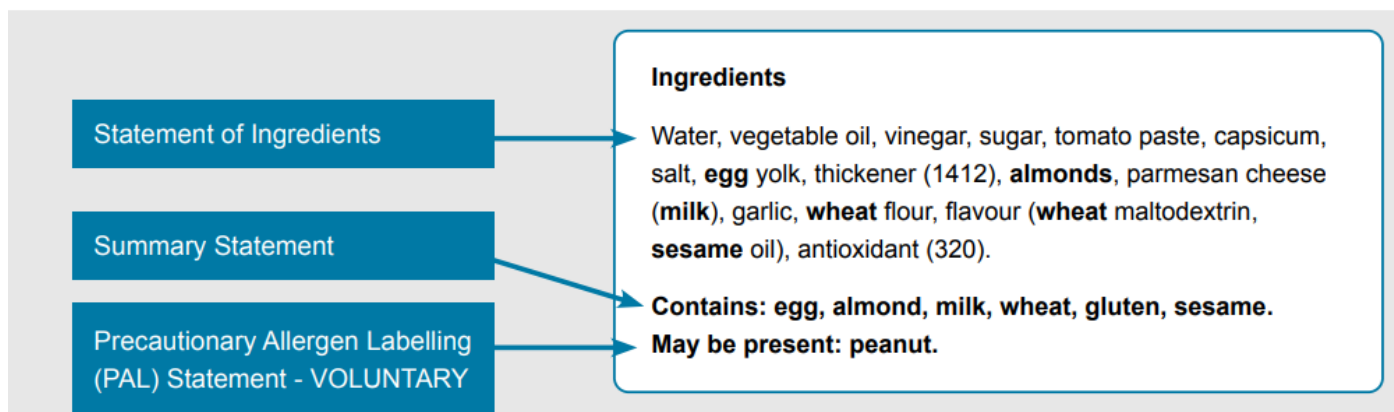 Statement of Ingredients
Summary Statement
Precautionary Allergen Labelling
(PAL) Statement - VOLUNTARY
Ingredients
Water, vegetable oil, vinegar, sugar, tomato paste, capsicum,
salt, egg yolk, thickener (1412), almonds, parmesan cheese
(milk), garlic, wheat flour, flavour (wheat maltodextrin,
sesame oil), antioxidant (320).
Contains: egg, almond, milk, wheat, gluten, sesame.
May be present: peanut.